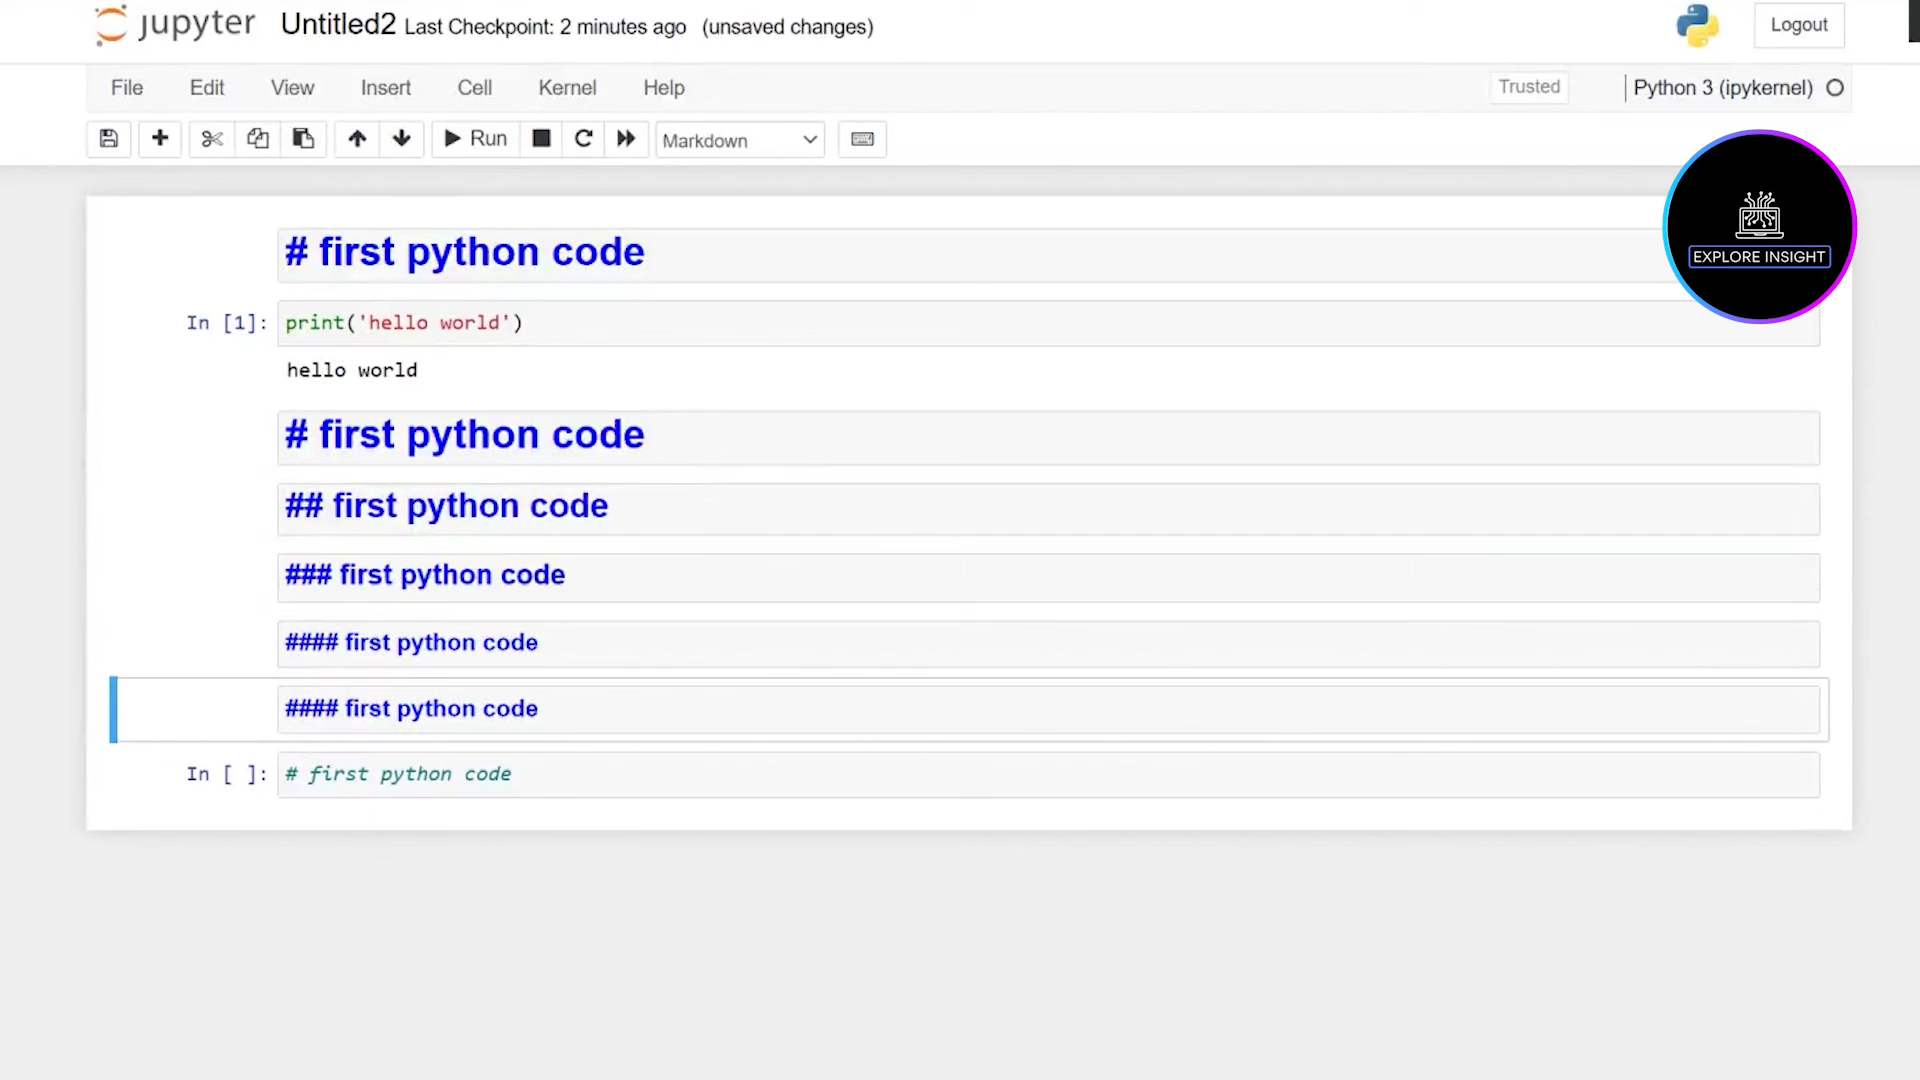 jupyter Untitled2 Last Checkpoint: 2 minutes ago (unsaved changes) Logout
File Edit View Insert Cell Kernel Help Trusted Python 3 (ipykernel)
Run Markdown
EXPLORE INSIGHT
# first python code
In [1]: print('hello world')
hello world
# first python code
## first python code
### first python code
#### first python code
#### first python code
In [ ]: # first python code